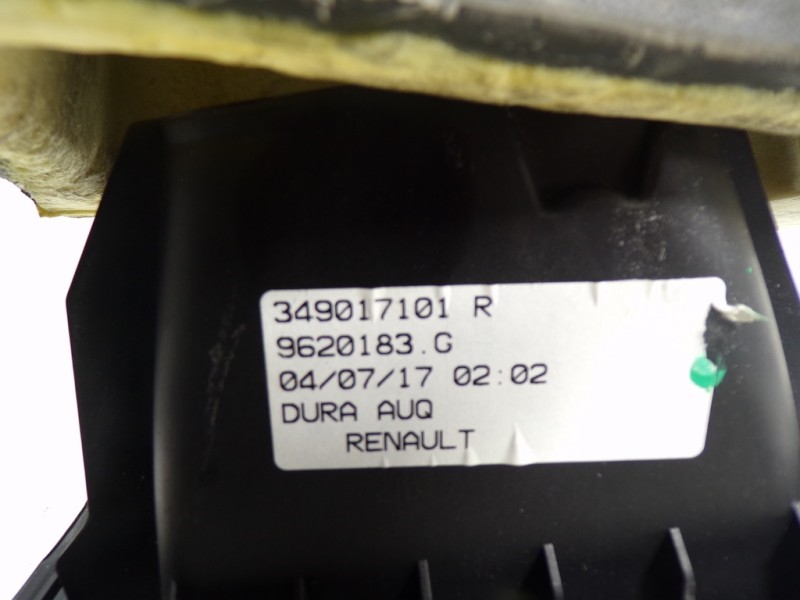 349017101 R
9620183.G
04/07/17 02:02
DURA AUQ
RENAULT